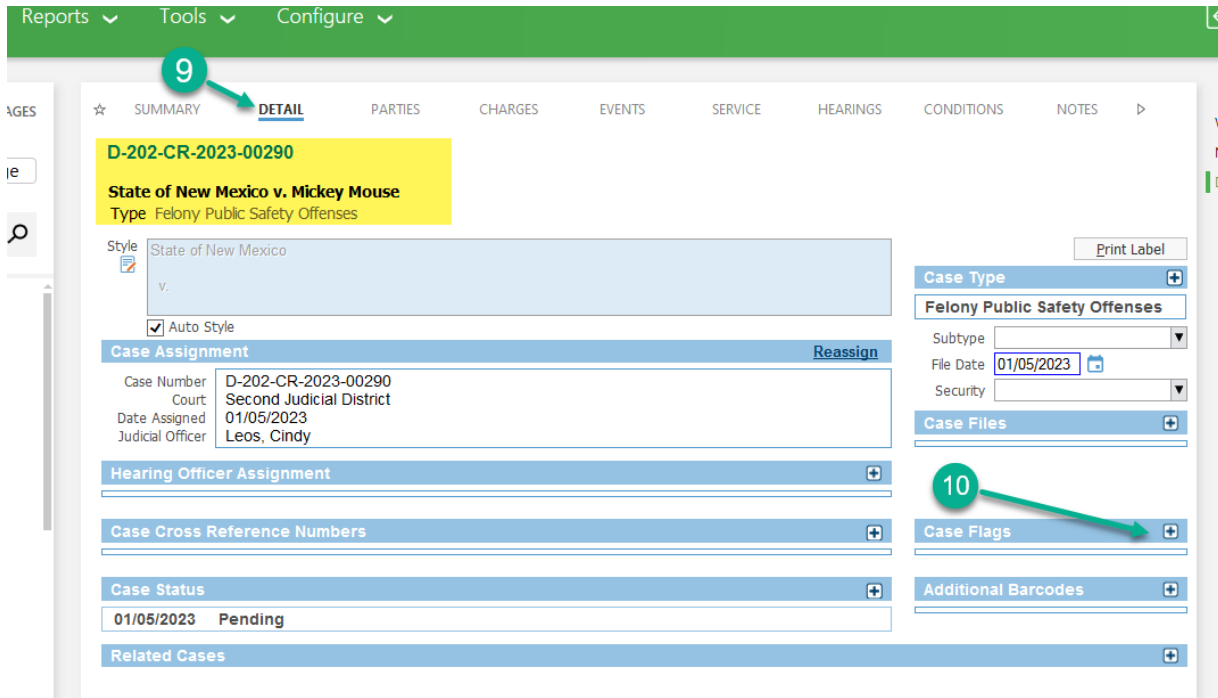 Reports Tools Configure
9
AGES
SUMMARY DETAIL PARTIES CHARGES EVENTS SERVICE HEARINGS CONDITIONS NOTES
D-202-CR-2023-00290
State of New Mexico v. Mickey Mouse
Type Felony Public Safety Offenses
Style
State of New Mexico
v.
Auto Style
Print Label
Case Type
Felony Public Safety Offenses
Subtype
File Date 01/05/2023
Security
Case Assignment Reassign
Case Number D-202-CR-2023-00290
Court Second Judicial District
Date Assigned 01/05/2023
Judicial Officer Leos, Cindy
Case Files
Hearing Officer Assignment
10
Case Cross Reference Numbers
Case Flags
Case Status
Additional Barcodes
01/05/2023 Pending
Related Cases